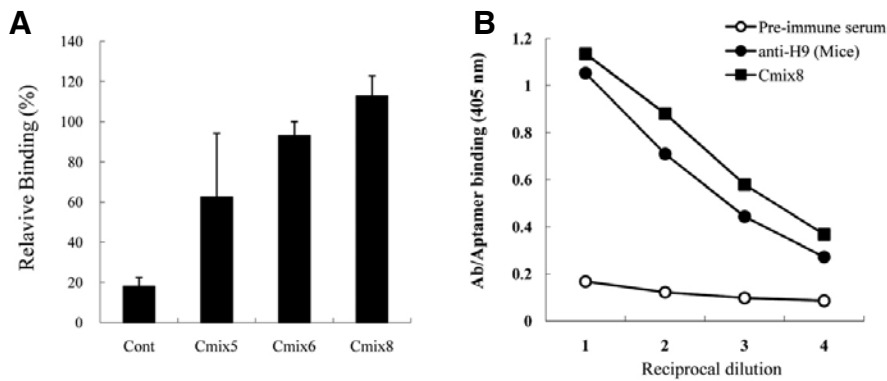 A
140
120
100
80
60
40
20
0
Relavive Binding (%)
Cont Cmix5 Cmix6 Cmix8
B
Pre-immune serum
anti-H9 (Mice)
Cmix8
1.2
1
0.8
0.6
0.4
0.2
0
Ab/Aptamer binding (405 nm)
1 2 3 4
Reciprocal dilution